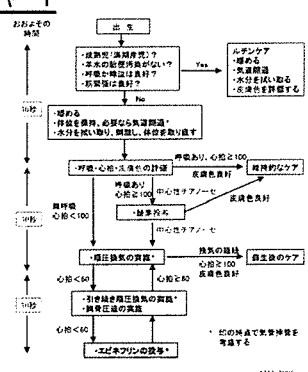 おおよその
時間
出生
・成熟児(満期産児)？
・羊水の胎便汚染がない？
・呼吸か啼泣は良好？
・筋緊張は良好？
Yes
ルチンケア
・暖める
・気道開通
・水分を拭い取る
・皮膚色を評価する
No
・暖める
・体位を保持、必要なら気道開通*
・水分を拭い取り、刺激し、体位を取り直す
30秒
・呼吸・心拍・皮膚色の評価
呼吸あり、心拍≧100
皮膚色良好
支持的なケア
呼吸あり
心拍≧100
中心性チアノーゼ
無呼吸
心拍<100
・酸素投与
皮膚色良好
中心性チアノーゼ
30秒
・陽圧換気の実施*
換気の継続
心拍≧100
皮膚色良好
蘇生後のケア
心拍<60
心拍≧60
30秒
・引き続き陽圧換気の実施*
・胸骨圧迫の実施
心拍<60
・エピネフリンの投与*
* 印の時点で気管挿管を
考慮する